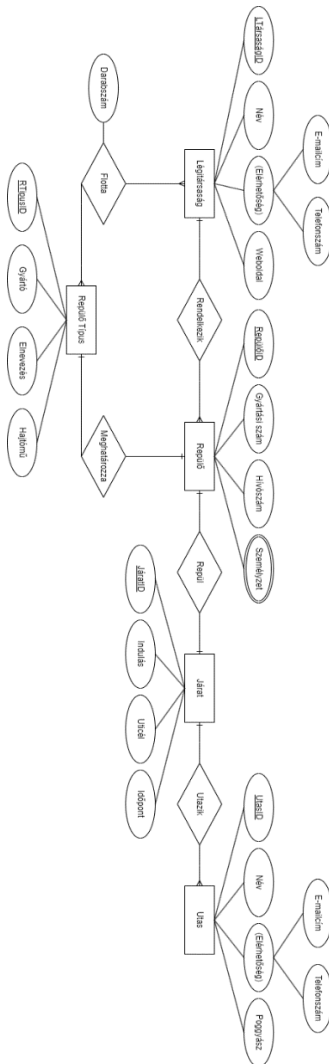 E-mailcím
Telefonszám
LTársaságID
Név
(Elérhetőség)
Weboldal
Légitársaság
Darabszám
Flotta
RTípusID
Gyártó
Elnevezés
Hajtómű
Repülő Típus
Rendelkezik
Meghatározza
RepülőID
Gyártási szám
Hívószám
Személyzet
Repülő
Repül
JáratID
Indulás
Uticél
Időpont
Járat
Utazik
E-mailcím
Telefonszám
UtasID
Név
(Elérhetőség)
Poggyász
Utas